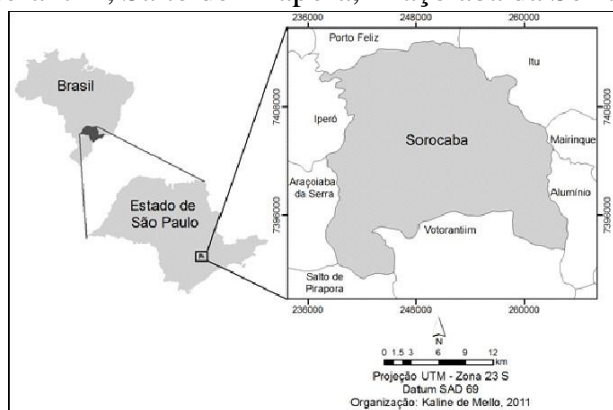 236000 248000 260000
Porto Feliz
Itu
Brasil
7408000 7408000
Iperó
Sorocaba
Mairinque
Araçoiaba
da Serra
Alumínio
Estado de
São Paulo
7396000 7396000
Votorantim
Salto de
Pirapora
236000 248000 260000
N
0 1.5 3 6 9 12
km
Projeção UTM - Zona 23 S
Datum SAD 69
Organização: Kaline de Mello, 2011